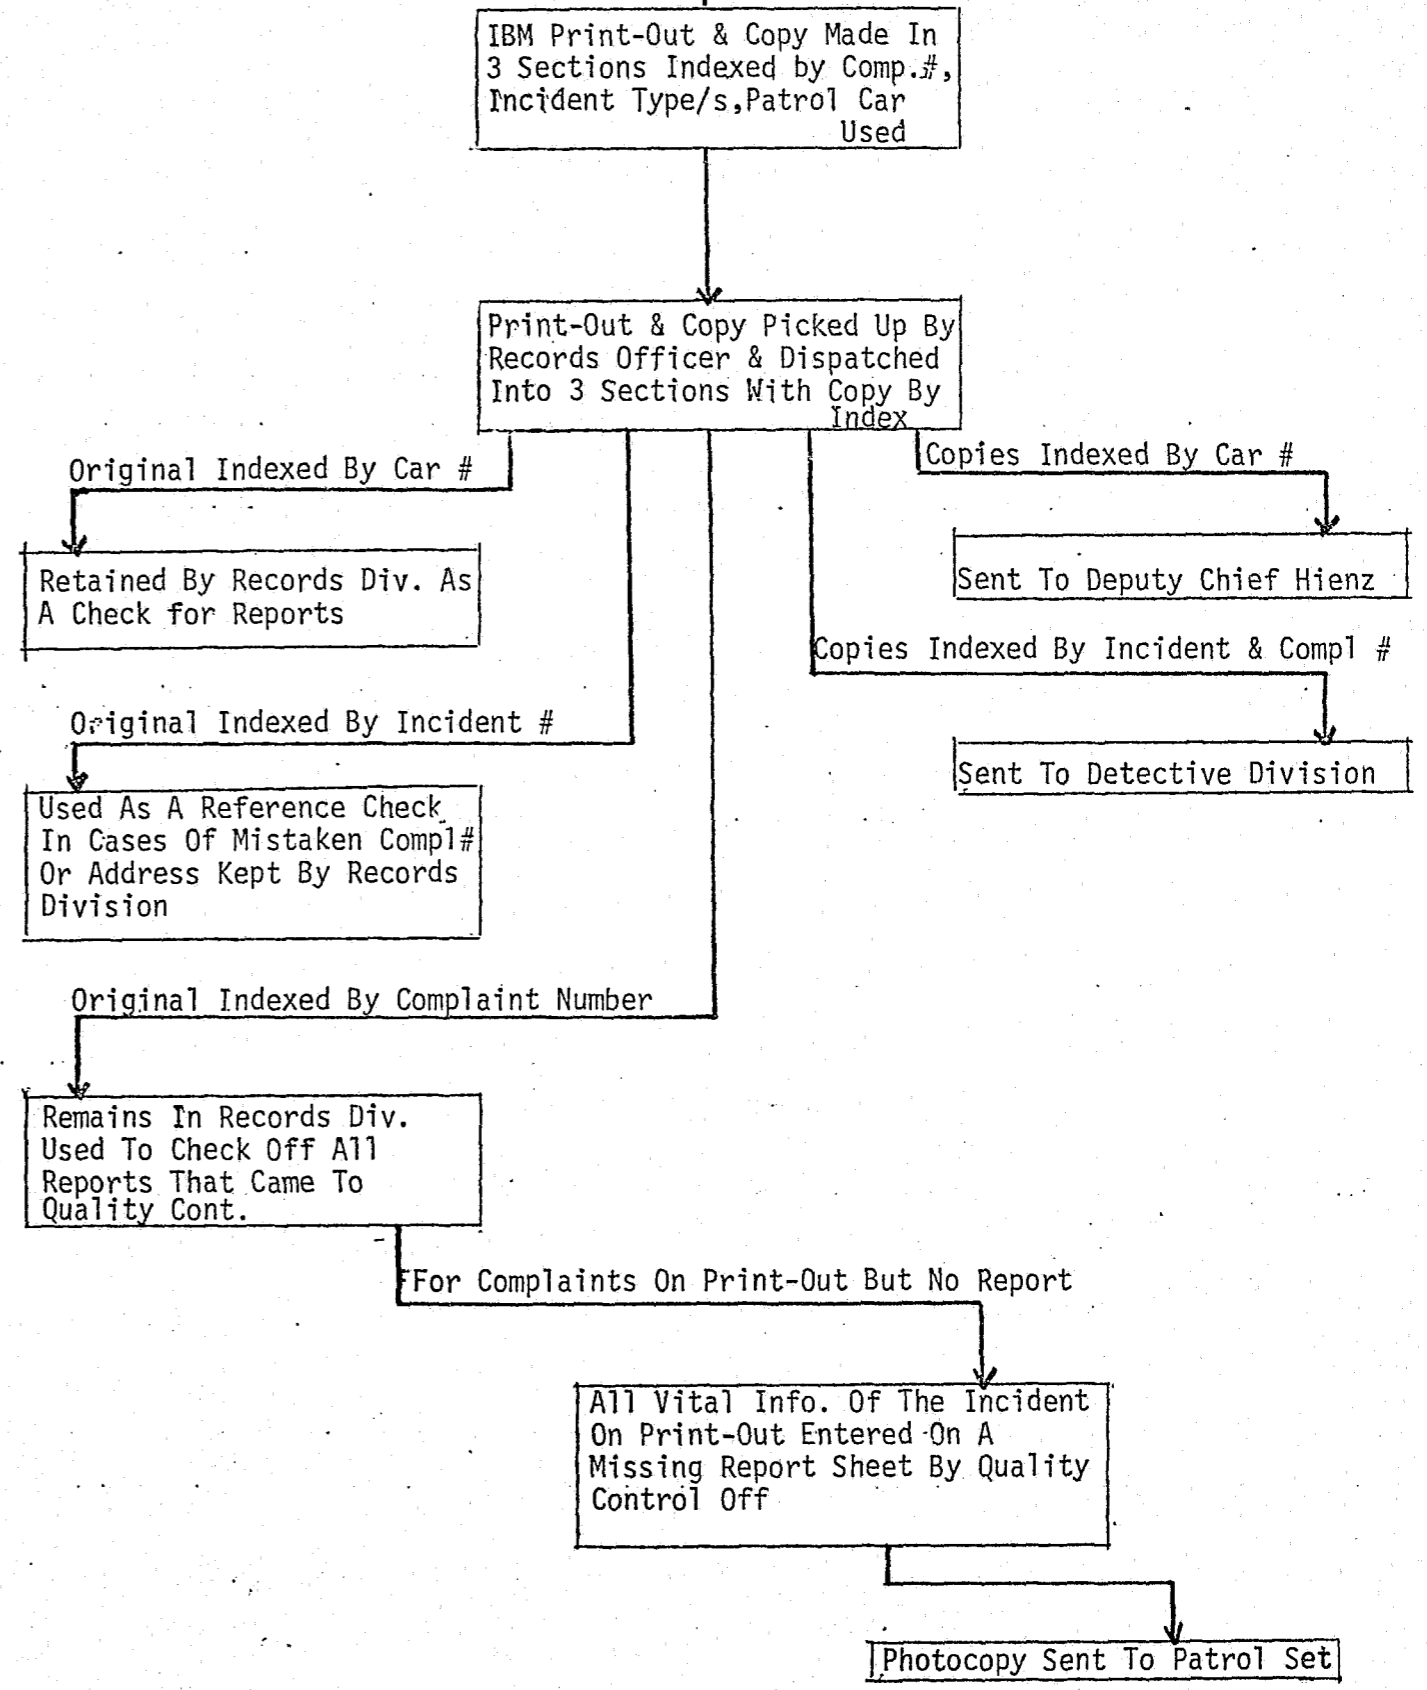 IBM Print-Out & Copy Made In
3 Sections Indexed by Comp.#,
Incident Type/s,Patrol Car
Used
Print-Out & Copy Picked Up By
Records Officer & Dispatched
Into 3 Sections With Copy By
Index
Original Indexed By Car #
Copies Indexed By Car #
Retained By Records Div. As
A Check for Reports
Sent To Deputy Chief Hienz
Copies Indexed By Incident & Compl #
Original Indexed By Incident #
Sent To Detective Division
Used As A Reference Check
In Cases Of Mistaken Compl#
Or Address Kept By Records
Division
Original Indexed By Complaint Number
Remains In Records Div.
Used To Check Off All
Reports That Came To
Quality Cont.
For Complaints On Print-Out But No Report
All Vital Info. Of The Incident
On Print-Out Entered On A
Missing Report Sheet By Quality
Control Off
Photocopy Sent To Patrol Set